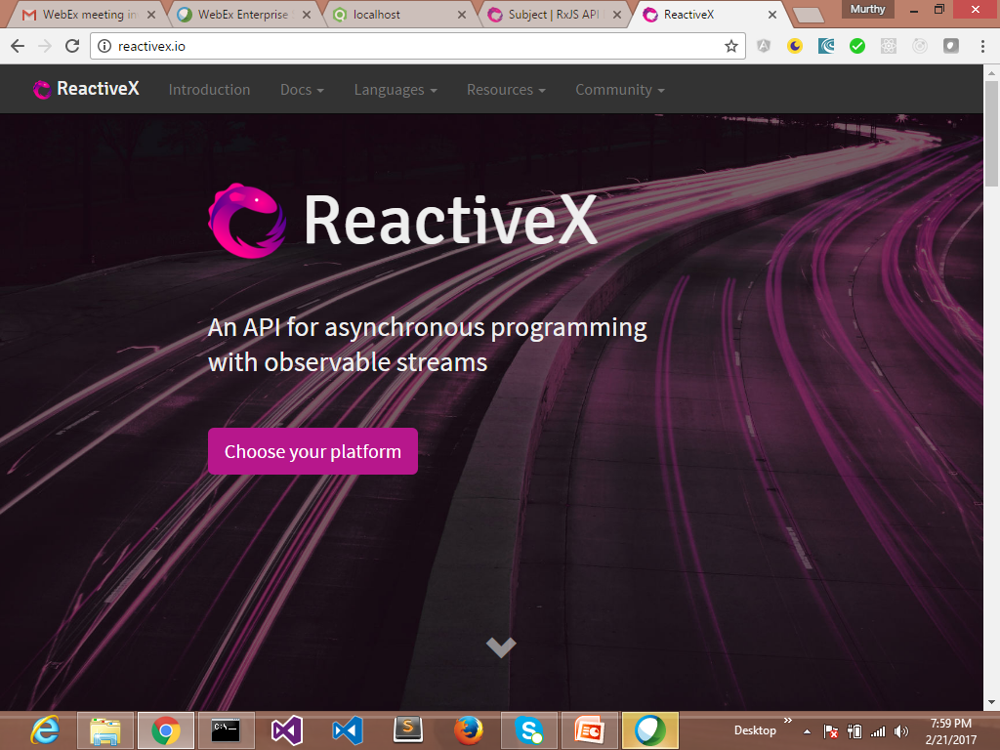 WebEx meeting in
WebEx Enterprise
localhost
Subject | RxJS API
ReactiveX
Murthy
reactivex.io
ReactiveX
Introduction
Docs
Languages
Resources
Community
ReactiveX
An API for asynchronous programming
with observable streams
Choose your platform
Desktop
7:59 PM
2/21/2017